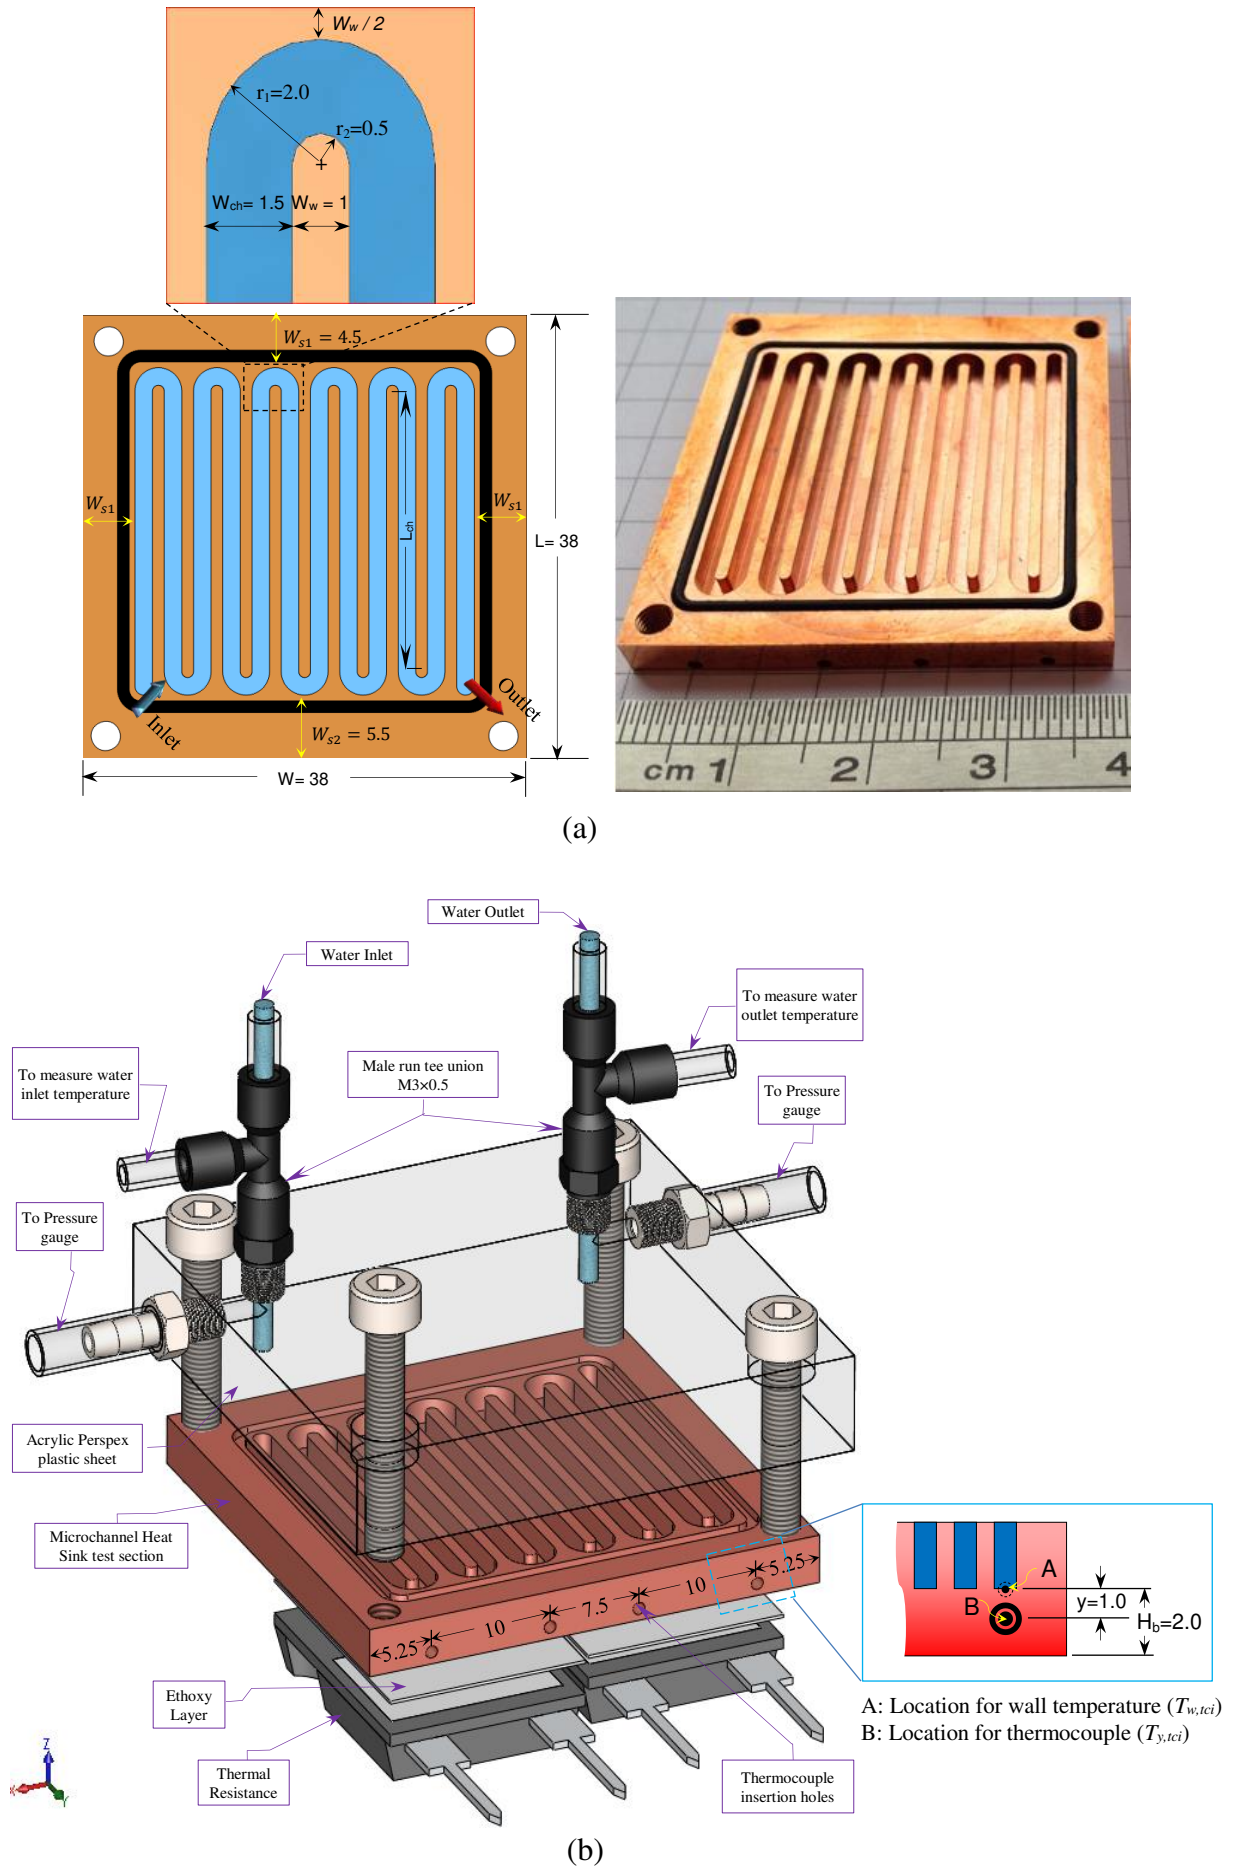 W_w / 2
r₁=2.0
r₂=0.5
W_ch= 1.5
W_w = 1
W_s1 = 4.5
W_s1
W_s1
L_ch
L= 38
Inlet
Outlet
W_s2 = 5.5
W= 38
cm 1 2 3 4
(a)
Water Outlet
Water Inlet
To measure water
outlet temperature
To measure water
inlet temperature
Male run tee union
M3×0.5
To Pressure
gauge
To Pressure
gauge
Acrylic Perspex
plastic sheet
Microchannel Heat
Sink test section
5.25
10
7.5
10
5.25
A
B
y=1.0
H_b=2.0
A: Location for wall temperature (T_w,tci)
B: Location for thermocouple (T_y,tci)
Ethoxy
Layer
Thermal
Resistance
Thermocouple
insertion holes
Z
X
Y
(b)